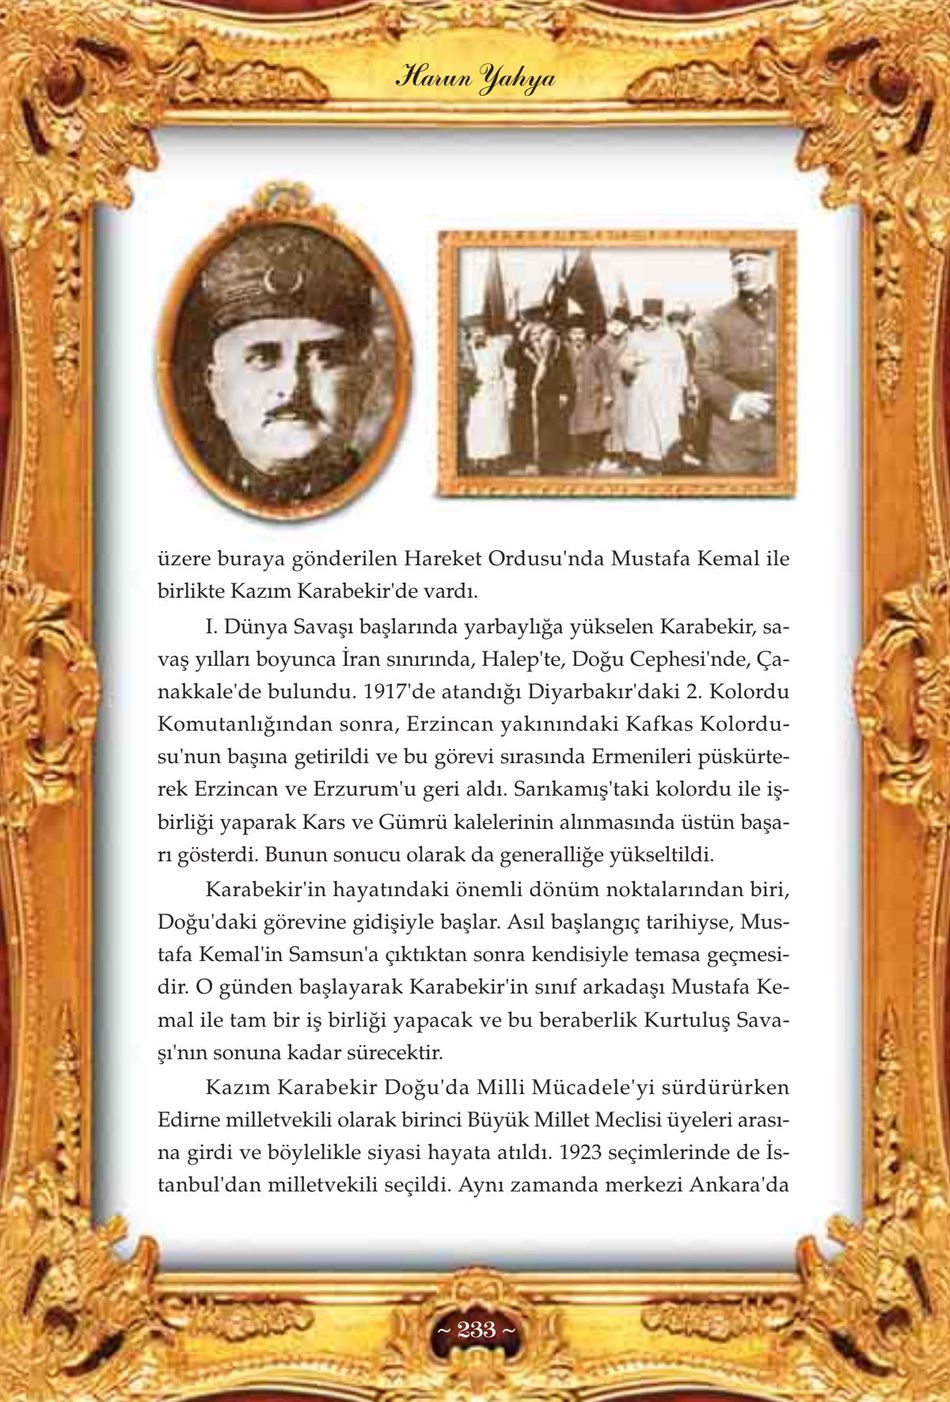 Harun Yahya
üzere buraya gönderilen Hareket Ordusu'nda Mustafa Kemal ile
birlikte Kazım Karabekir'de vardı.
I. Dünya Savaşı başlarında yarbaylığa yükselen Karabekir, sa-
vaş yılları boyunca İran sınırında, Halep'te, Doğu Cephesi'nde, Ça-
nakkale'de bulundu. 1917'de atandığı Diyarbakır'daki 2. Kolordu
Komutanlığından sonra, Erzincan yakınındaki Kafkas Kolordu-
su'nun başına getirildi ve bu görevi sırasında Ermenileri püskürte-
rek Erzincan ve Erzurum'u geri aldı. Sarıkamış'taki kolordu ile iş-
birliği yaparak Kars ve Gümrü kalelerinin alınmasında üstün başa-
rı gösterdi. Bunun sonucu olarak da generalliğe yükseltildi.
Karabekir'in hayatındaki önemli dönüm noktalarından biri,
Doğu'daki görevine gidişiyle başlar. Asıl başlangıç tarihiyse, Mus-
tafa Kemal'in Samsun'a çıktıktan sonra kendisiyle temasa geçmesi-
dir. O günden başlayarak Karabekir'in sınıf arkadaşı Mustafa Ke-
mal ile tam bir iş birliği yapacak ve bu beraberlik Kurtuluş Sava-
şı'nın sonuna kadar sürecektir.
Kazım Karabekir Doğu'da Milli Mücadele'yi sürdürürken
Edirne milletvekili olarak birinci Büyük Millet Meclisi üyeleri arası-
na girdi ve böylelikle siyasi hayata atıldı. 1923 seçimlerinde de İs-
tanbul'dan milletvekili seçildi. Aynı zamanda merkezi Ankara'da
~ 233 ~